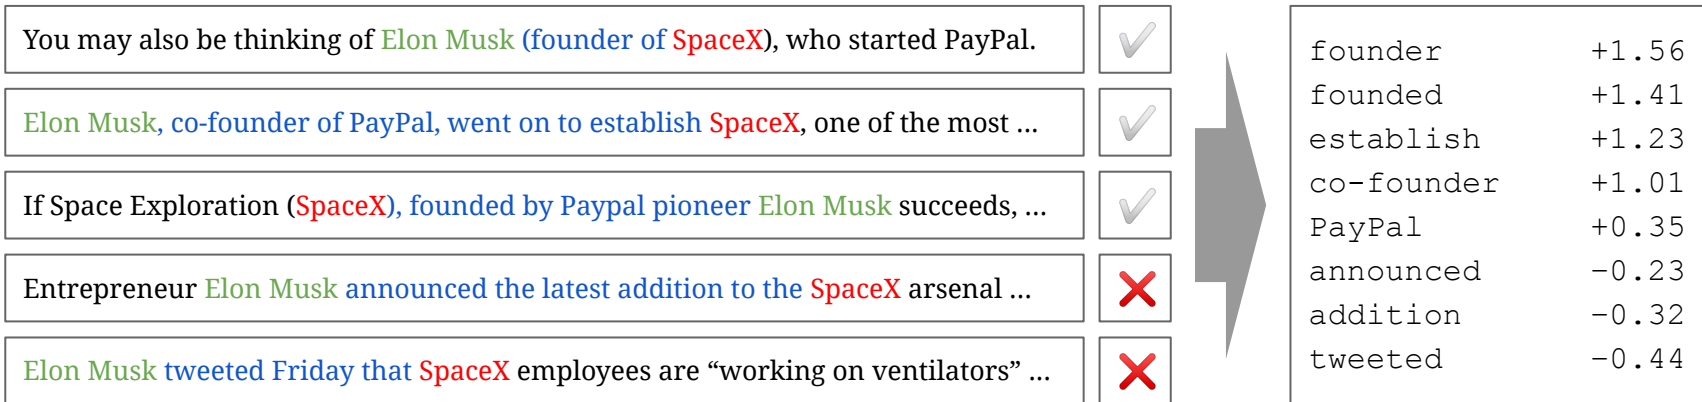 You may also be thinking of Elon Musk (founder of SpaceX), who started PayPal.
Elon Musk, co-founder of PayPal, went on to establish SpaceX, one of the most ...
If Space Exploration (SpaceX), founded by Paypal pioneer Elon Musk succeeds, ...
Entrepreneur Elon Musk announced the latest addition to the SpaceX arsenal ...
Elon Musk tweeted Friday that SpaceX employees are “working on ventilators” ...
founder +1.56
founded +1.41
establish +1.23
co-founder +1.01
PayPal +0.35
announced -0.23
addition -0.32
tweeted -0.44